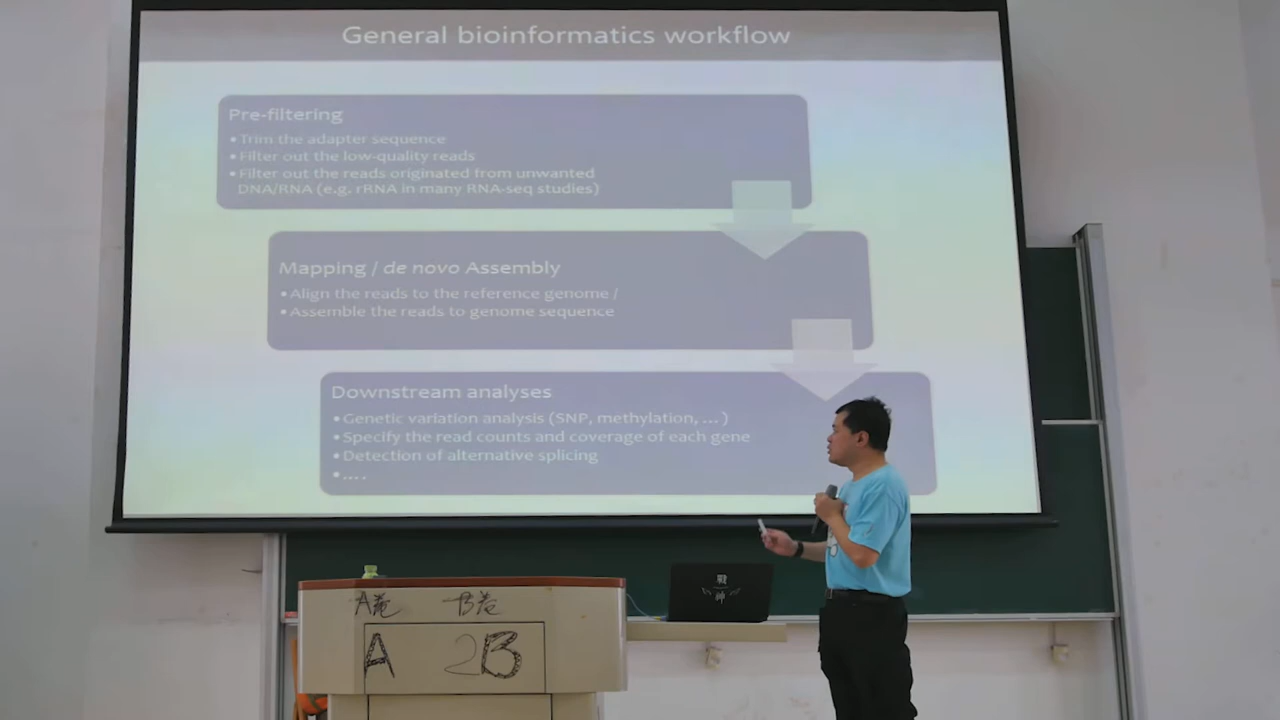 General bioinformatics workflow
Pre-filtering
• Trim the adapter sequence
• Filter out the low-quality reads
• Filter out the reads originated from unwanted
DNA/RNA (e.g. rRNA in many RNA-seq studies)
Mapping / de novo Assembly
• Align the reads to the reference genome /
• Assemble the reads to genome sequence
Downstream analyses
• Genetic variation analysis (SNP, methylation, ... )
• Specify the read counts and coverage of each gene
• Detection of alternative splicing
• ....
戰
帥
A卷 B卷
A 2B